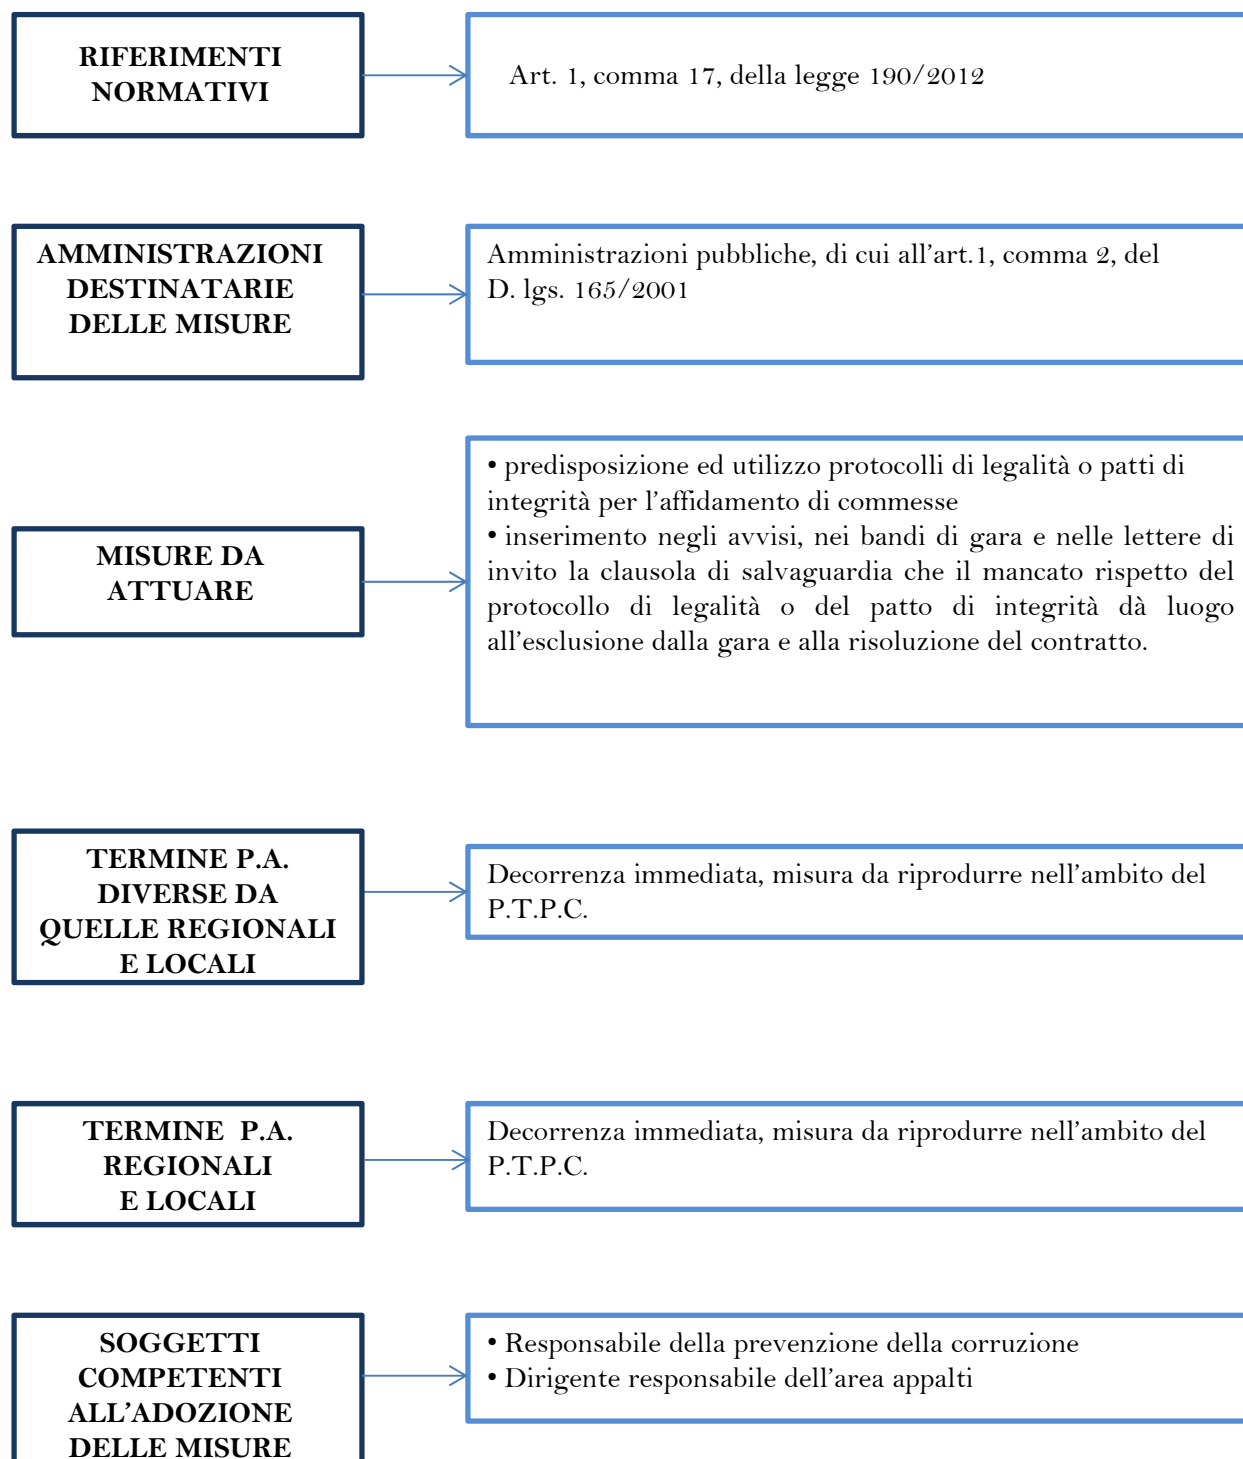 RIFERIMENTI
NORMATIVI
Art. 1, comma 17, della legge 190/2012
AMMINISTRAZIONI
DESTINATARIE
DELLE MISURE
Amministrazioni pubbliche, di cui all’art.1, comma 2, del
D. lgs. 165/2001
MISURE DA
ATTUARE
• predisposizione ed utilizzo protocolli di legalità o patti di
integrità per l’affidamento di commesse
• inserimento negli avvisi, nei bandi di gara e nelle lettere di
invito la clausola di salvaguardia che il mancato rispetto del
protocollo di legalità o del patto di integrità dà luogo
all’esclusione dalla gara e alla risoluzione del contratto.
TERMINE P.A.
DIVERSE DA
QUELLE REGIONALI
E LOCALI
Decorrenza immediata, misura da riprodurre nell’ambito del
P.T.P.C.
TERMINE P.A.
REGIONALI
E LOCALI
Decorrenza immediata, misura da riprodurre nell’ambito del
P.T.P.C.
SOGGETTI
COMPETENTI
ALL’ADOZIONE
DELLE MISURE
• Responsabile della prevenzione della corruzione
• Dirigente responsabile dell’area appalti